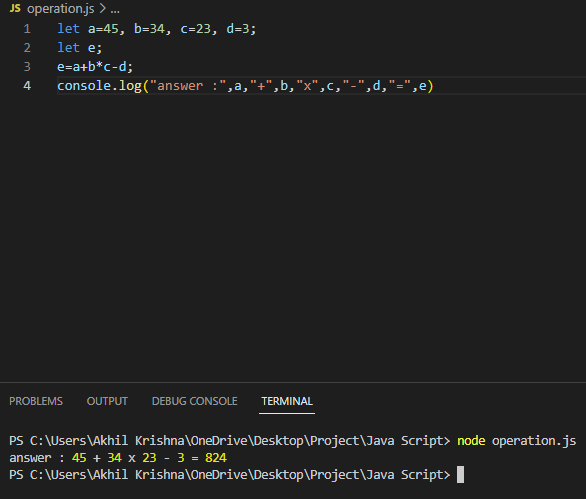 JS operation.js > ...
1 let a=45, b=34, c=23, d=3;
2 let e;
3 e=a+b*c-d;
4 console.log("answer :",a,"+",b,"x",c,"-",d,"=",e)
PROBLEMS OUTPUT DEBUG CONSOLE TERMINAL
PS C:\Users\Akhil Krishna\OneDrive\Desktop\Project\Java Script> node operation.js
answer : 45 + 34 x 23 - 3 = 824
PS C:\Users\Akhil Krishna\OneDrive\Desktop\Project\Java Script>